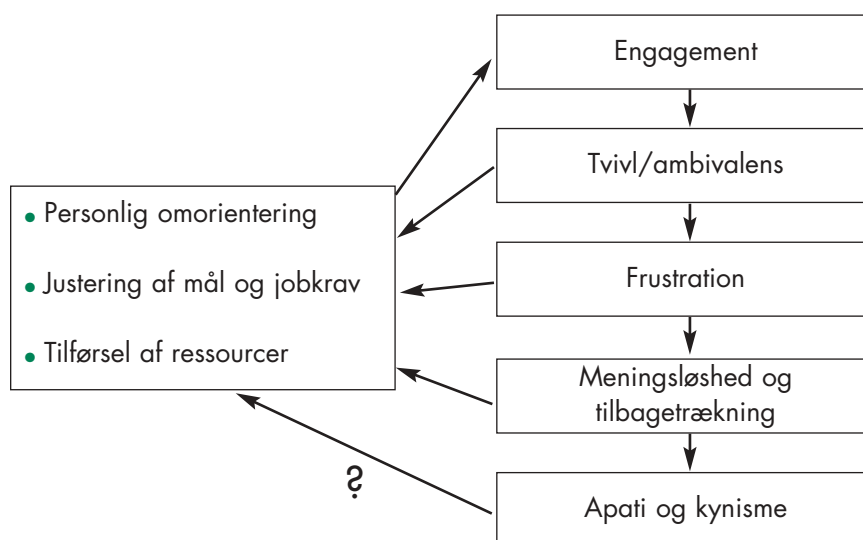 Engagement
Tvivl/ambivalens
• Personlig omorientering
• Justering af mål og jobkrav
• Tilførsel af ressourcer
Frustration
Meningsløshed og
tilbagetrækning
?
Apati og kynisme